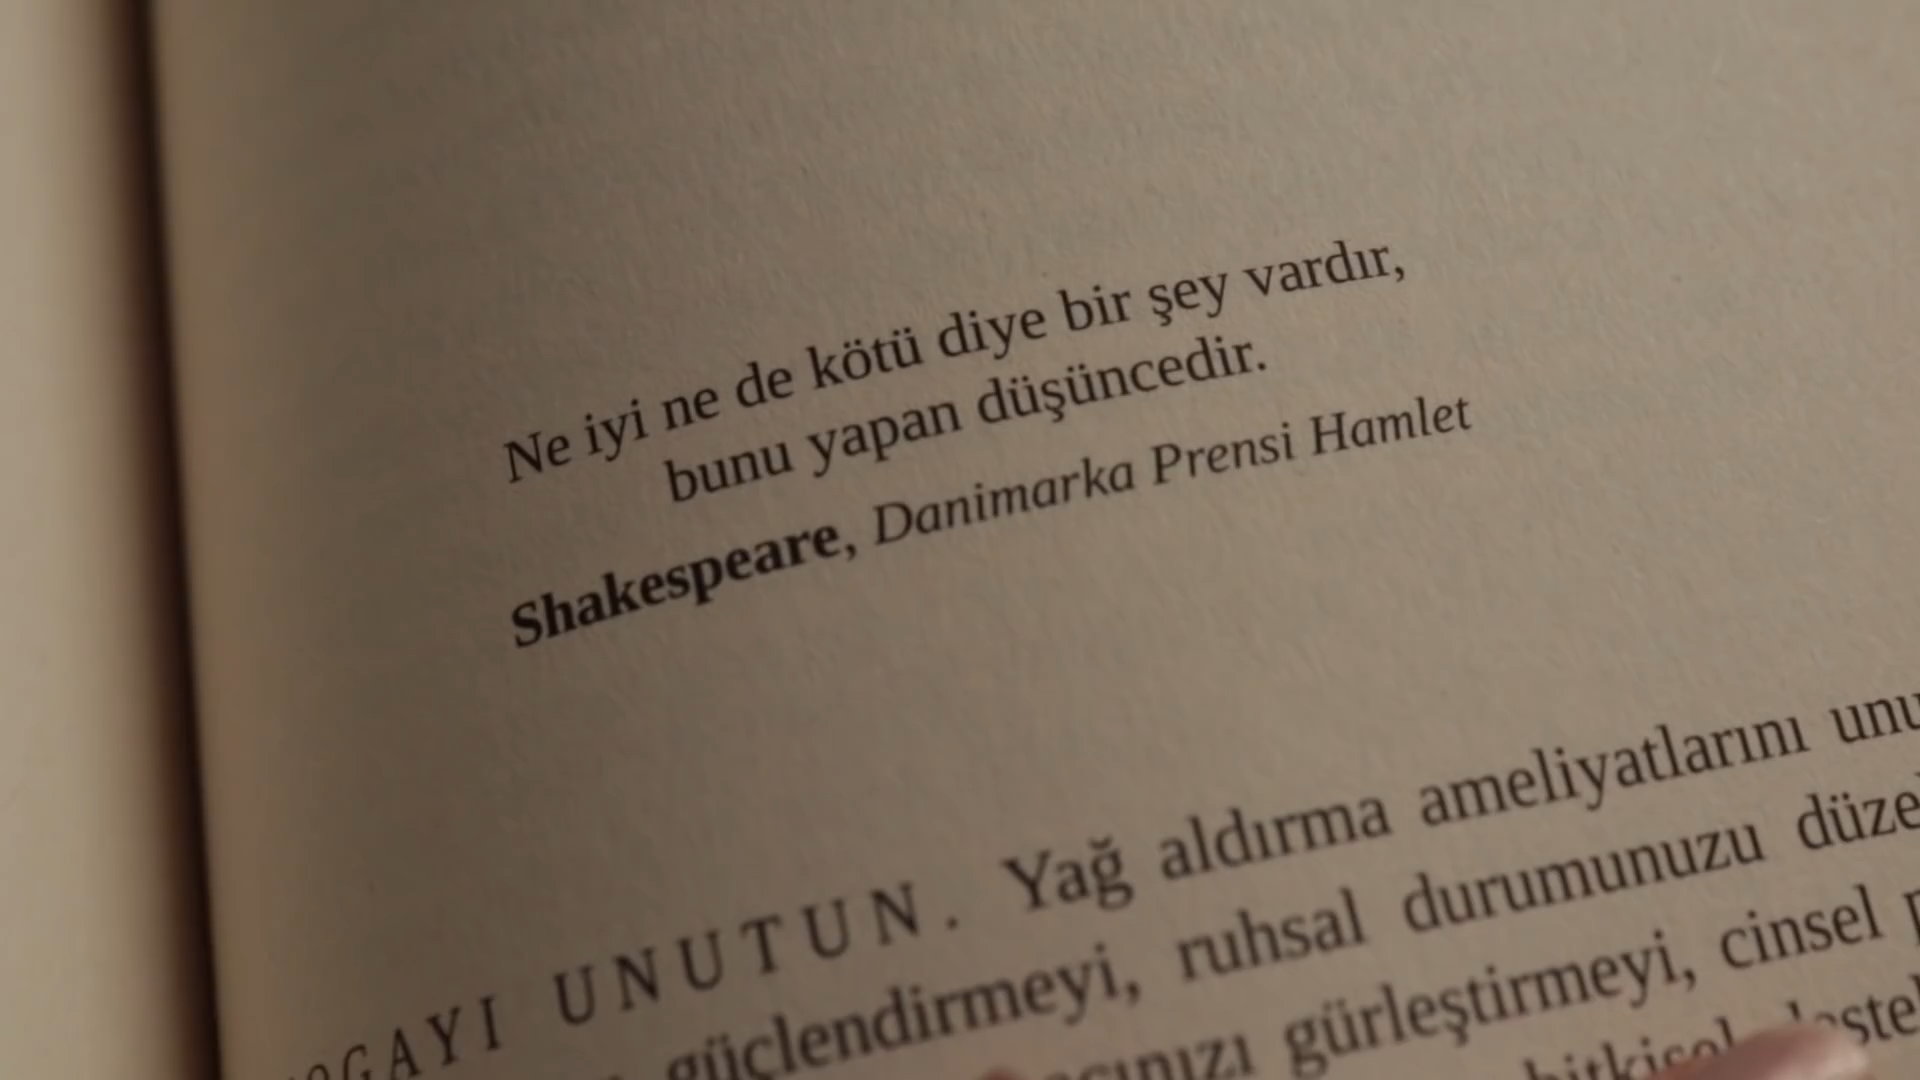 Ne iyi ne de kötü diye bir şey vardır,
bunu yapan düşüncedir.
Shakespeare, Danimarka Prensi Hamlet
UNUTUN. Yağ aldırma ameliyatlarını
güçlendirmeyi, ruhsal durumunuzu
gürleştirmeyi, cinsel